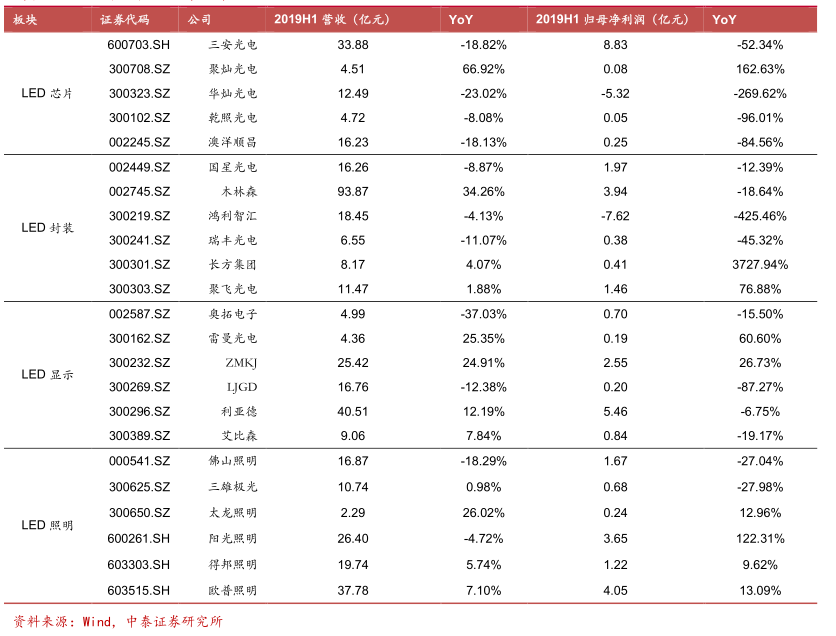 板块 证券代码 公司 2019H1 营收（亿元） YoY 2019H1 归母净利润（亿元） YoY
600703.SH 三安光电 33.88 -18.82% 8.83 -52.34%
300708.SZ 聚灿光电 4.51 66.92% 0.08 162.63%
LED 芯片 300323.SZ 华灿光电 12.49 -23.02% -5.32 -269.62%
300102.SZ 乾照光电 4.72 -8.08% 0.05 -96.01%
002245.SZ 澳洋顺昌 16.23 -18.13% 0.25 -84.56%
002449.SZ 国星光电 16.26 -8.87% 1.97 -12.39%
002745.SZ 木林森 93.87 34.26% 3.94 -18.64%
LED 封装 300219.SZ 鸿利智汇 18.45 -4.13% -7.62 -425.46%
300241.SZ 瑞丰光电 6.55 -11.07% 0.38 -45.32%
300301.SZ 长方集团 8.17 4.07% 0.41 3727.94%
300303.SZ 聚飞光电 11.47 1.88% 1.46 76.88%
002587.SZ 奥拓电子 4.99 -37.03% 0.70 -15.50%
300162.SZ 雷曼光电 4.36 25.35% 0.19 60.60%
LED 显示 300232.SZ ZMKJ 25.42 24.91% 2.55 26.73%
300269.SZ LJGD 16.76 -12.38% 0.20 -87.27%
300296.SZ 利亚德 40.51 12.19% 5.46 -6.75%
300389.SZ 艾比森 9.06 7.84% 0.84 -19.17%
000541.SZ 佛山照明 16.87 -18.29% 1.67 -27.04%
300625.SZ 三雄极光 10.74 0.98% 0.68 -27.98%
300650.SZ 太龙照明 2.29 26.02% 0.24 12.96%
LED 照明 600261.SH 阳光照明 26.40 -4.72% 3.65 122.31%
603303.SH 得邦照明 19.74 5.74% 1.22 9.62%
603515.SH 欧普照明 37.78 7.10% 4.05 13.09%
资料来源：Wind，中泰证券研究所